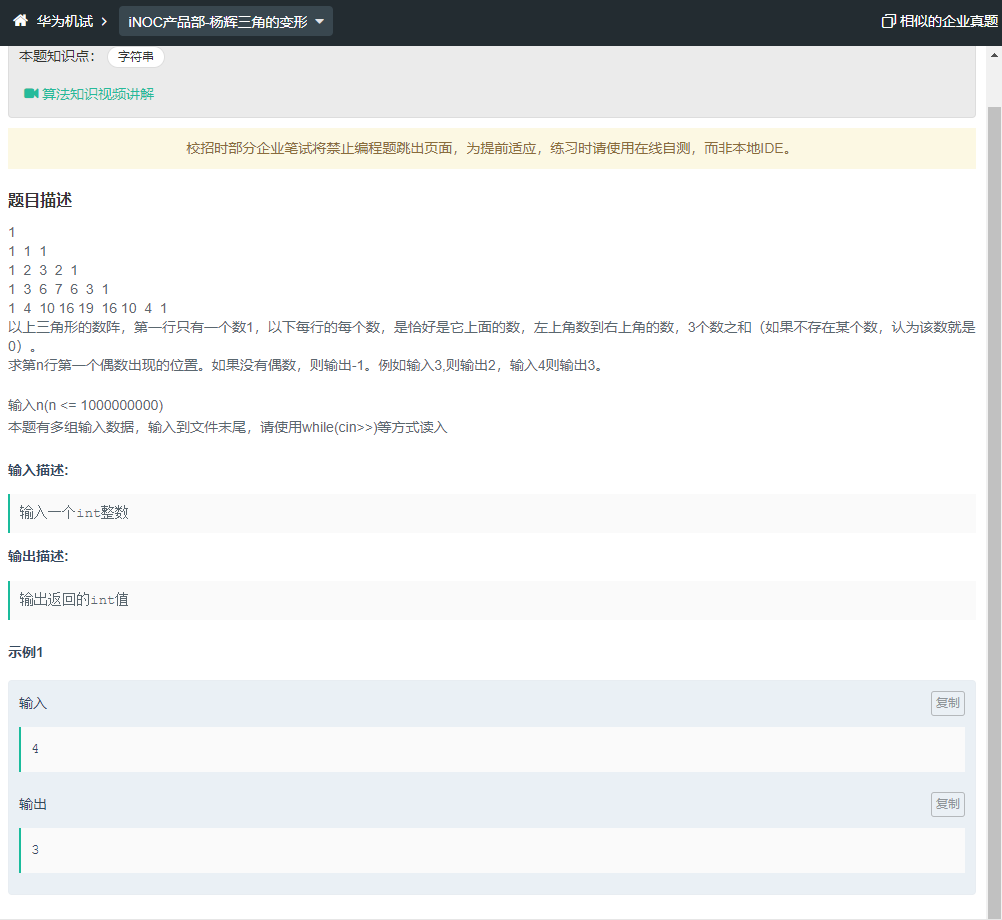 华为机试 iNOC产品部-杨辉三角的变形 相似的企业真题
本题知识点： 字符串
算法知识视频讲解
校招时部分企业笔试将禁止编程题跳出页面，为提前适应，练习时请使用在线自测，而非本地IDE。
题目描述
1
1 1 1
1 2 3 2 1
1 3 6 7 6 3 1
1 4 10 16 19 16 10 4 1
以上三角形的数阵，第一行只有一个数1，以下每行的每个数，是恰好是它上面的数，左上角数到右上角的数，3个数之和（如果不存在某个数，认为该数就是
0）。
求第n行第一个偶数出现的位置。如果没有偶数，则输出-1。例如输入3,则输出2，输入4则输出3。
输入n(n <= 1000000000)
本题有多组输入数据，输入到文件末尾，请使用while(cin>>)等方式读入
输入描述:
输入一个int整数
输出描述:
输出返回的int值
示例1
输入 复制
4
输出 复制
3